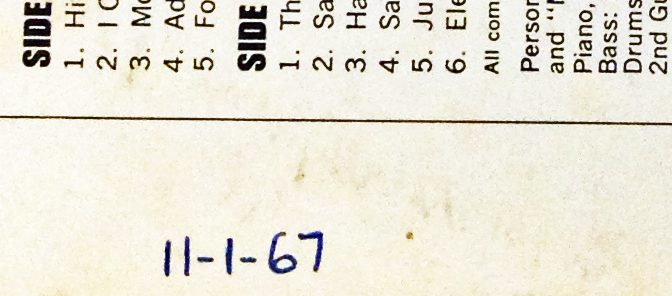 SIDE
1. Hi
2. I
3. Mo
4. Ad
5. Fo
SIDE
1. Th
2. Sa
3. Ha
4. Sa
5. Ju
6. Ele
All com
Person
and "
Piano,
Bass:
Drums
2nd Gu
11-1-67